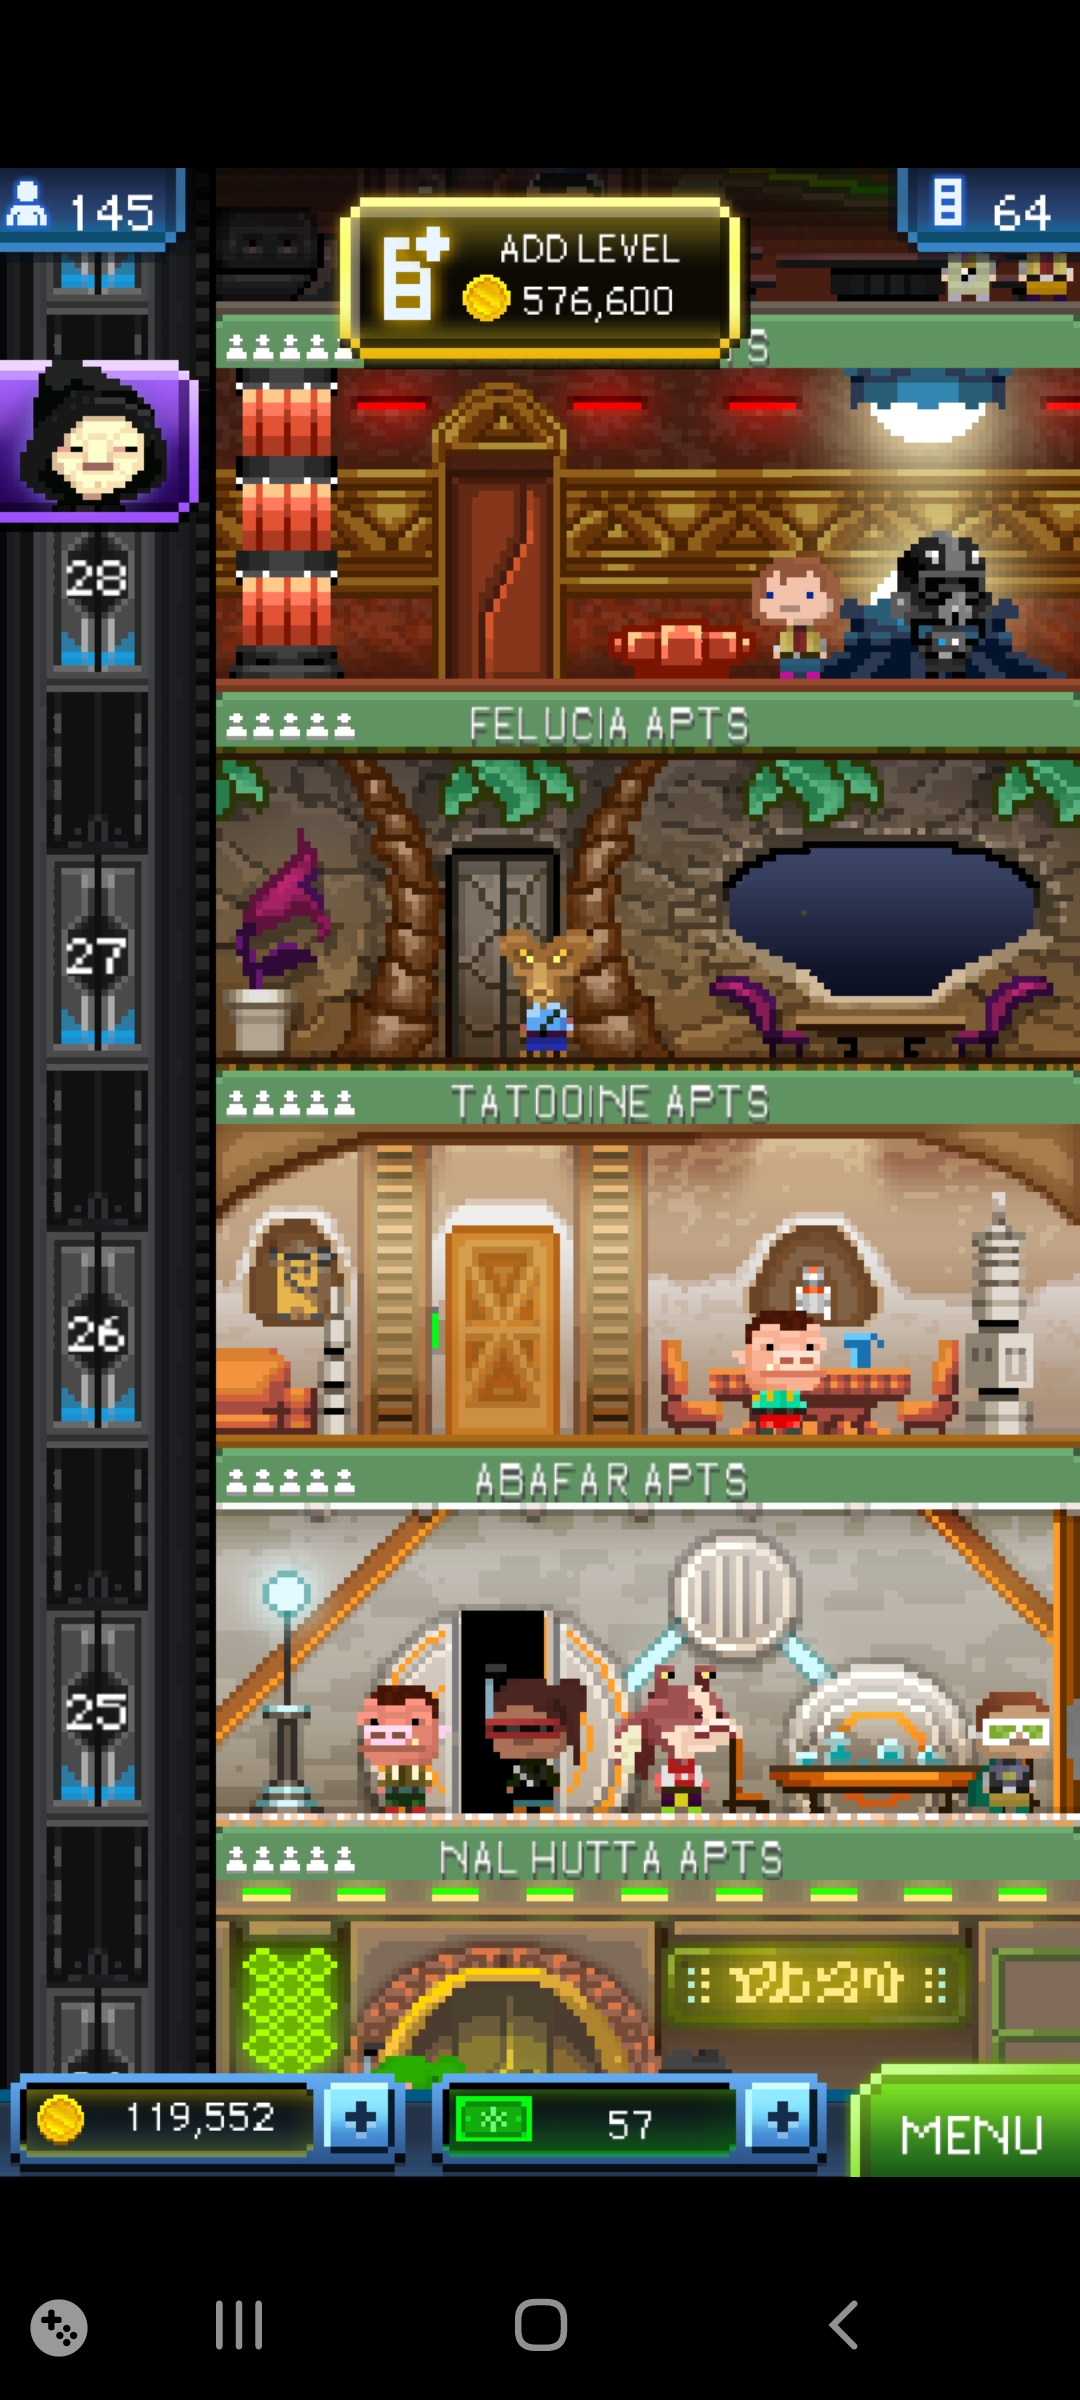 145
ADD LEVEL
576,600
64
S
28
FELUCIA APTS
27
TATOOINE APTS
26
ABAFAR APTS
25
NAL HUTTA APTS
119,552
57
MENU